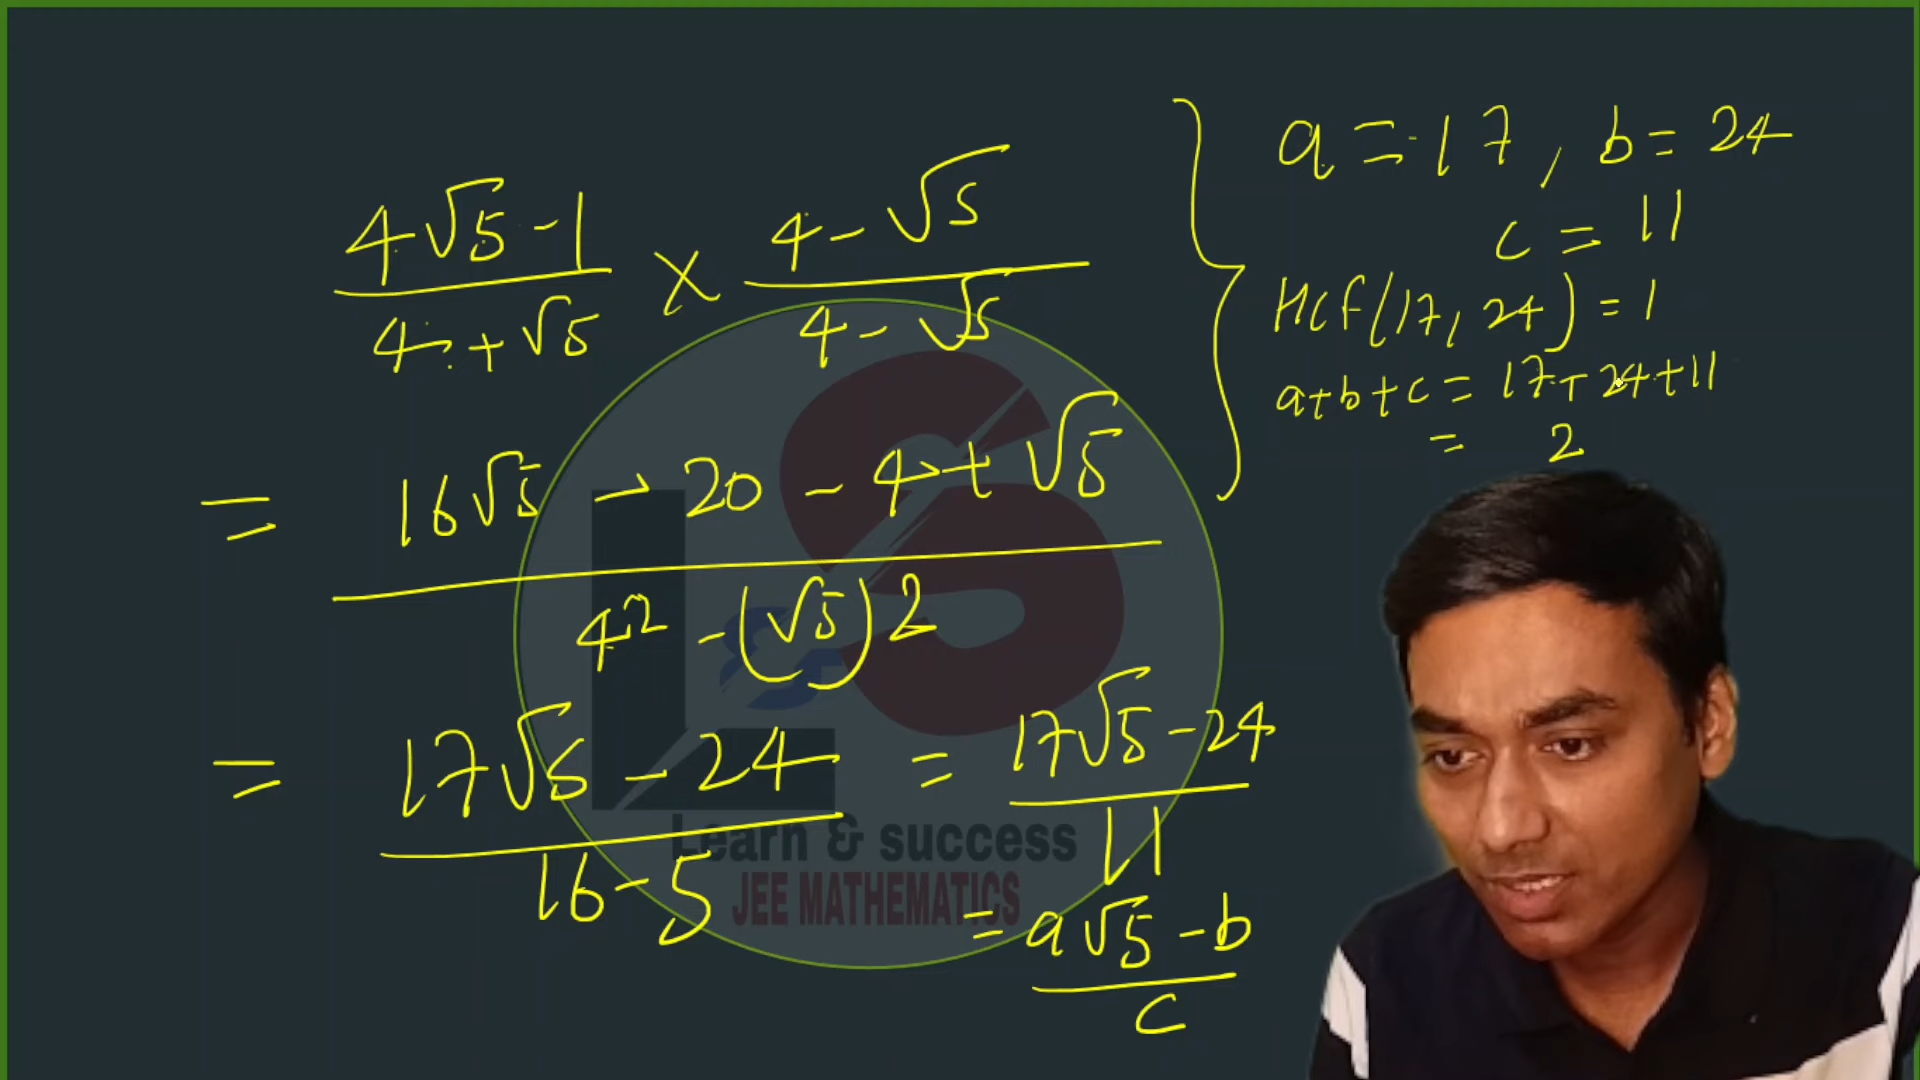 4√5 - 1 / 4 + √5 × 4 - √5 / 4 - √5
= 16√5 - 20 - 4 + √5 / 4² - (√5)²
= 17√5 - 24 / 16 - 5 = 17√5 - 24 / 11
= a√5 - b / c
a = 17, b = 24
c = 11
HCF(17, 24) = 1
a+b+c = 17+24+11
= 2
LS
&
Learn & success
JEE MATHEMATICS